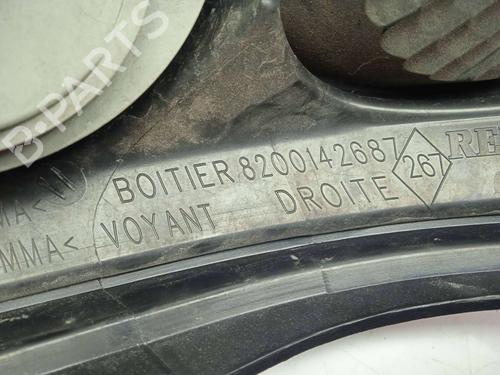 B-PARTS
MA< BOITIER 8200142687 267 RE
MMA< VOYANT DROITE